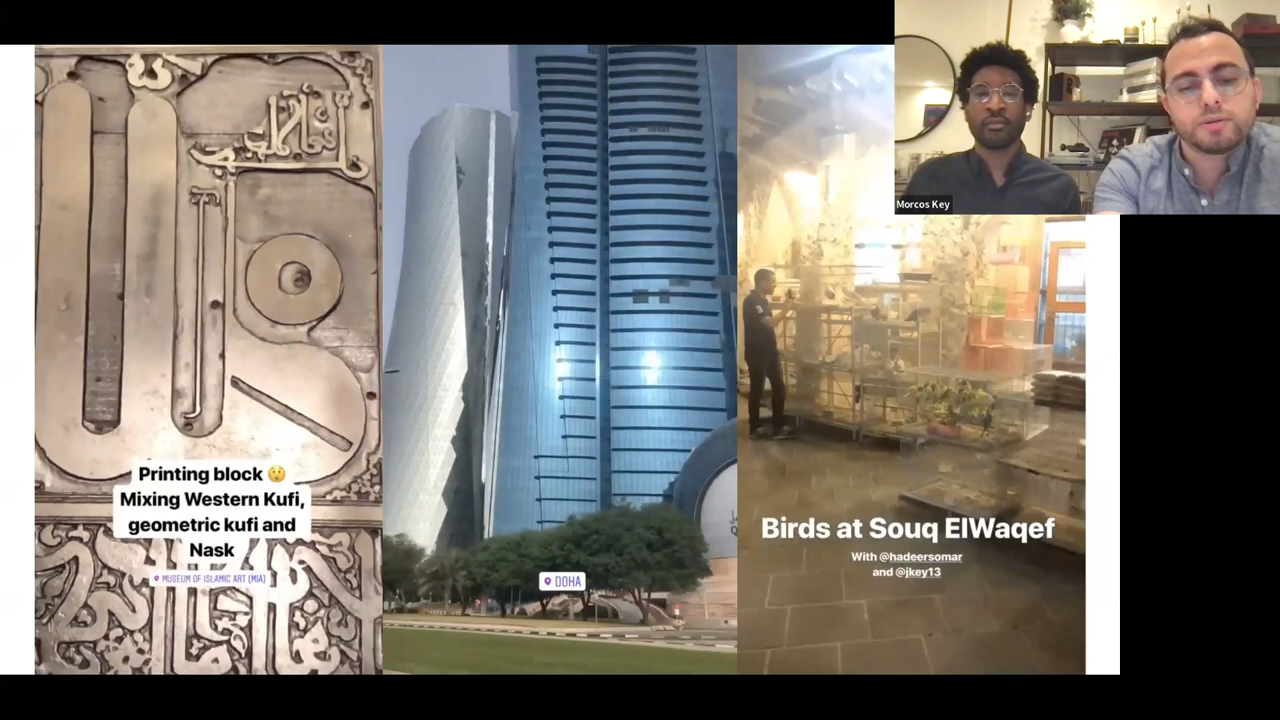 Printing block 😲
Mixing Western Kufi,
geometric kufi and
Nask
MUSEUM OF ISLAMIC ART (MIA)
DOHA
Birds at Souq ElWaqef
With @hadeersomar
and @jkey13
Morcos Key